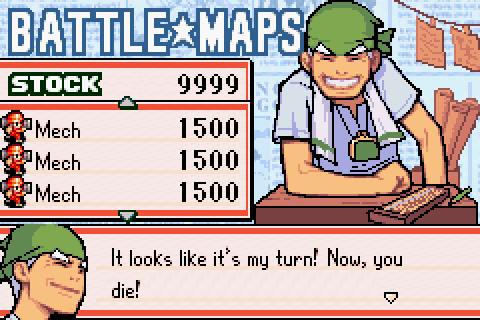 BATTLE★MAPS
STOCK 9999
Mech 1500
Mech 1500
Mech 1500
It looks like it's my turn! Now, you
die!